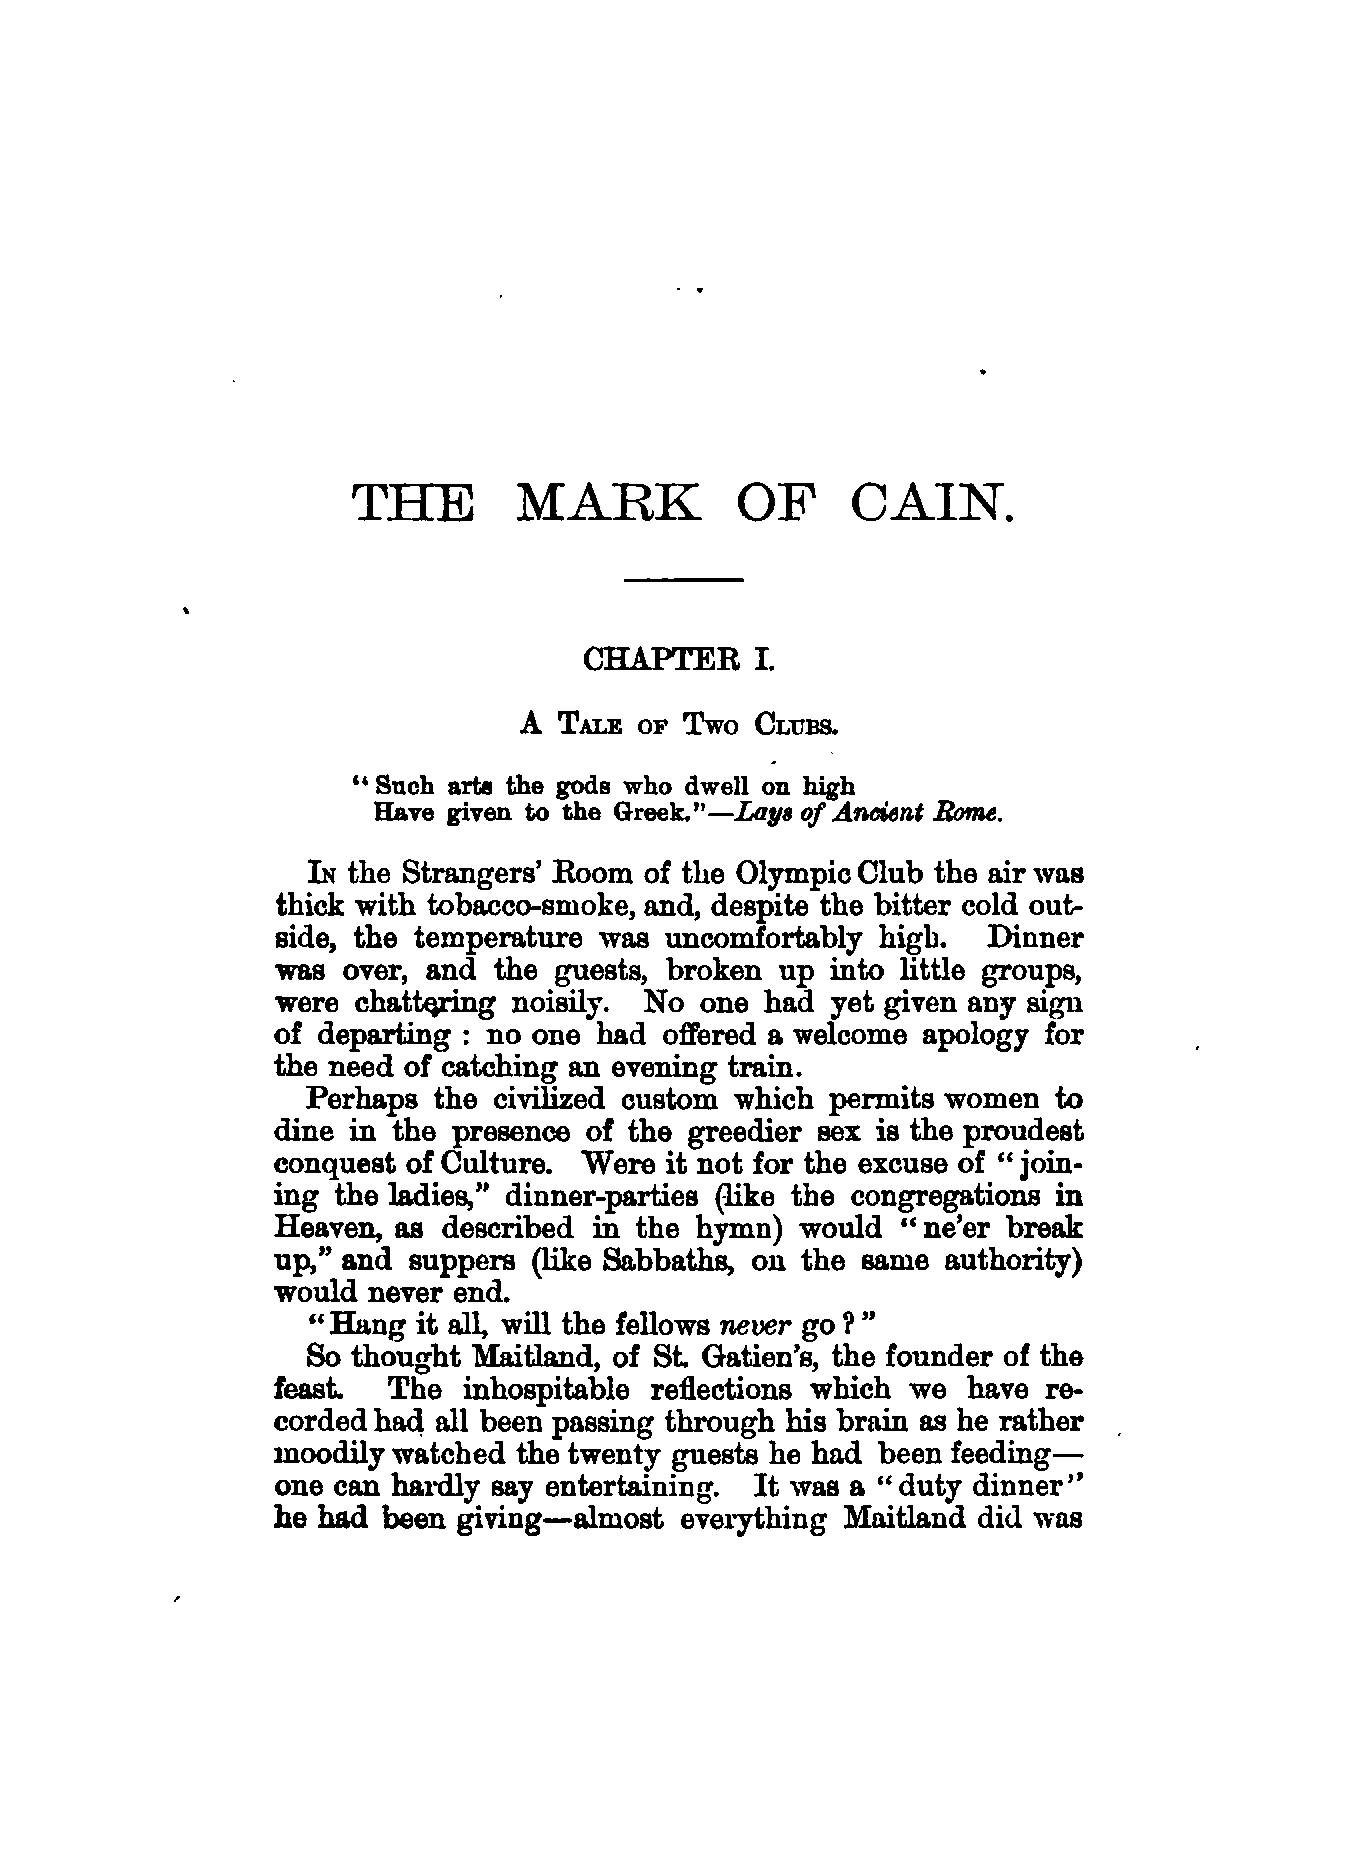 THE MARK OF CAIN.
CHAPTER I.
A TALE OF TWO CLUBS.
"Such arts the gods who dwell on high
Have given to the Greek."—Lays of Ancient Rome.
IN the Strangers' Room of the Olympic Club the air was
thick with tobacco-smoke, and, despite the bitter cold out-
side, the temperature was uncomfortably high. Dinner
was over, and the guests, broken up into little groups,
were chattering noisily. No one had yet given any sign
of departing : no one had offered a welcome apology for
the need of catching an evening train.
Perhaps the civilized custom which permits women to
dine in the presence of the greedier sex is the proudest
conquest of Culture. Were it not for the excuse of "join-
ing the ladies," dinner-parties (like the congregations in
Heaven, as described in the hymn) would "ne'er break
up," and suppers (like Sabbaths, on the same authority)
would never end.
"Hang it all, will the fellows never go?"
So thought Maitland, of St. Gatien's, the founder of the
feast. The inhospitable reflections which we have re-
corded had all been passing through his brain as he rather
moodily watched the twenty guests he had been feeding—
one can hardly say entertaining. It was a "duty dinner"
he had been giving—almost everything Maitland did was